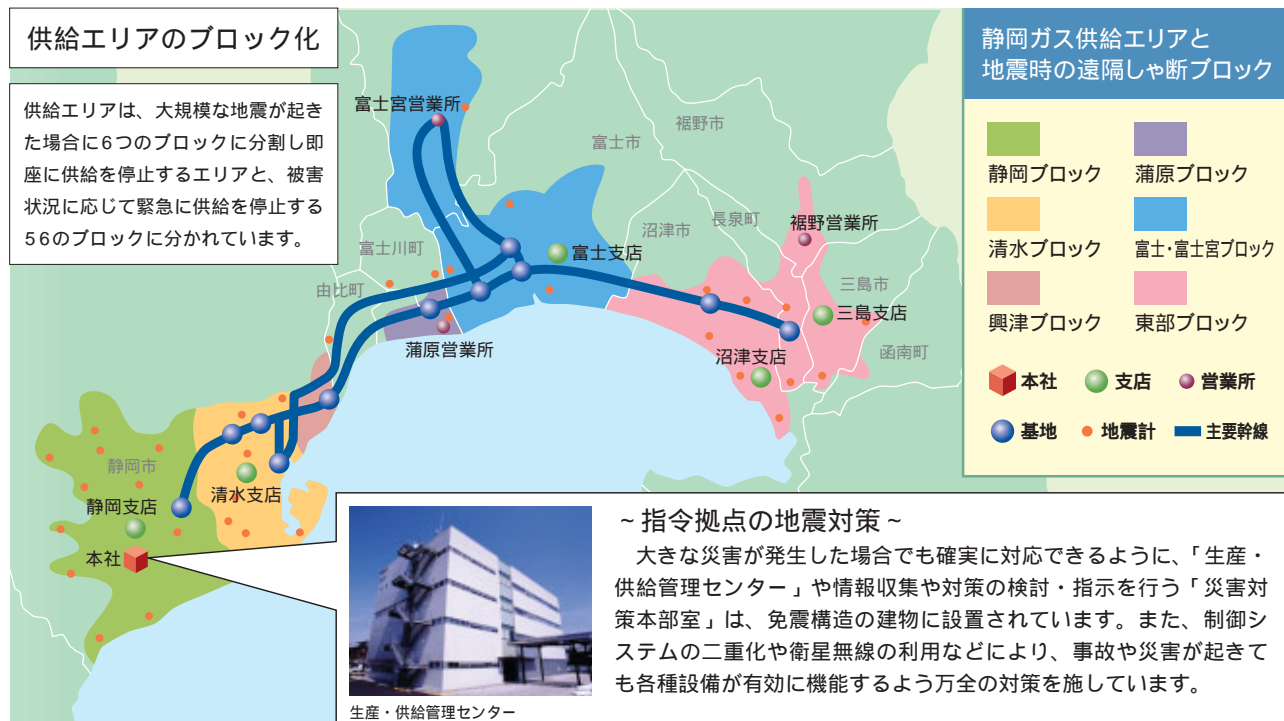 供給エリアのブロック化
供給エリアは、大規模な地震が起き
た場合に6つのブロックに分割し即
座に供給を停止するエリアと、被害
状況に応じて緊急に供給を停止する
56のブロックに分かれています。
富士宮営業所
富士市
裾野市
富士川町
由比町
富士支店
沼津市
長泉町
裾野営業所
三島市
三島支店
函南町
沼津支店
蒲原営業所
静岡市
静岡支店
清水支店
本社
静岡ガス供給エリアと
地震時の遠隔しゃ断ブロック
静岡ブロック
蒲原ブロック
清水ブロック
富士・富士宮ブロック
興津ブロック
東部ブロック
本社
支店
営業所
基地
地震計
主要幹線
~指令拠点の地震対策~
大きな災害が発生した場合でも確実に対応できるように、「生産・
供給管理センター」や情報収集や対策の検討・指示を行う「災害対
策本部室」は、免震構造の建物に設置されています。また、制御シ
ステムの二重化や衛星無線の利用などにより、事故や災害が起きて
も各種設備が有効に機能するよう万全の対策を施しています。
生産・供給管理センター